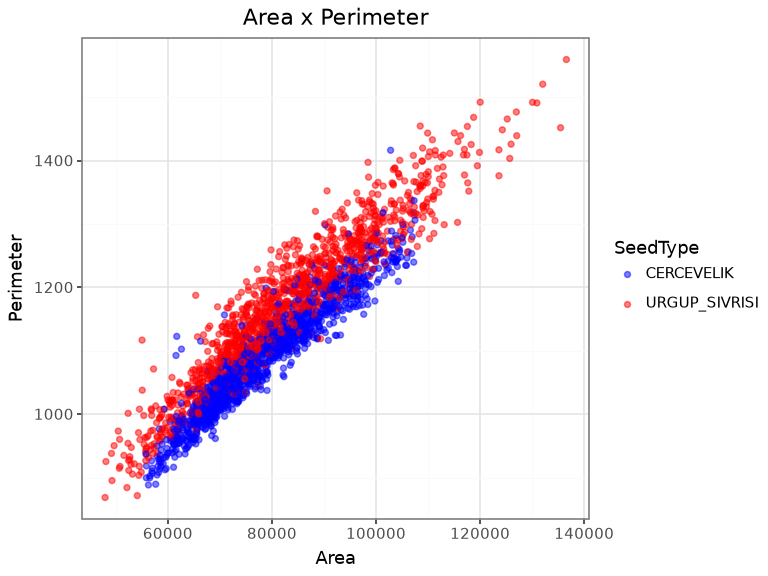 Area x Perimeter
1400
1200
1000
Perimeter
60000 80000 100000 120000 140000
Area
SeedType
CERCEVELIK
URGUP_SIVRISI